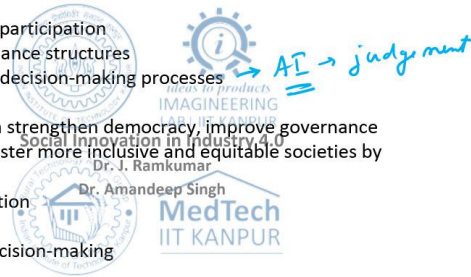 participation
ance structures
decision-making processes → AI → judgement
ideas to products
IMAGINEERING
LAB | IIT KANPUR
n strengthen democracy, improve governance
Social Innovation in Industry 4.0
ster more inclusive and equitable societies by
Dr. J. Ramkumar
Dr. Amandeep Singh
tion
MedTech
IIT KANPUR
cision-making